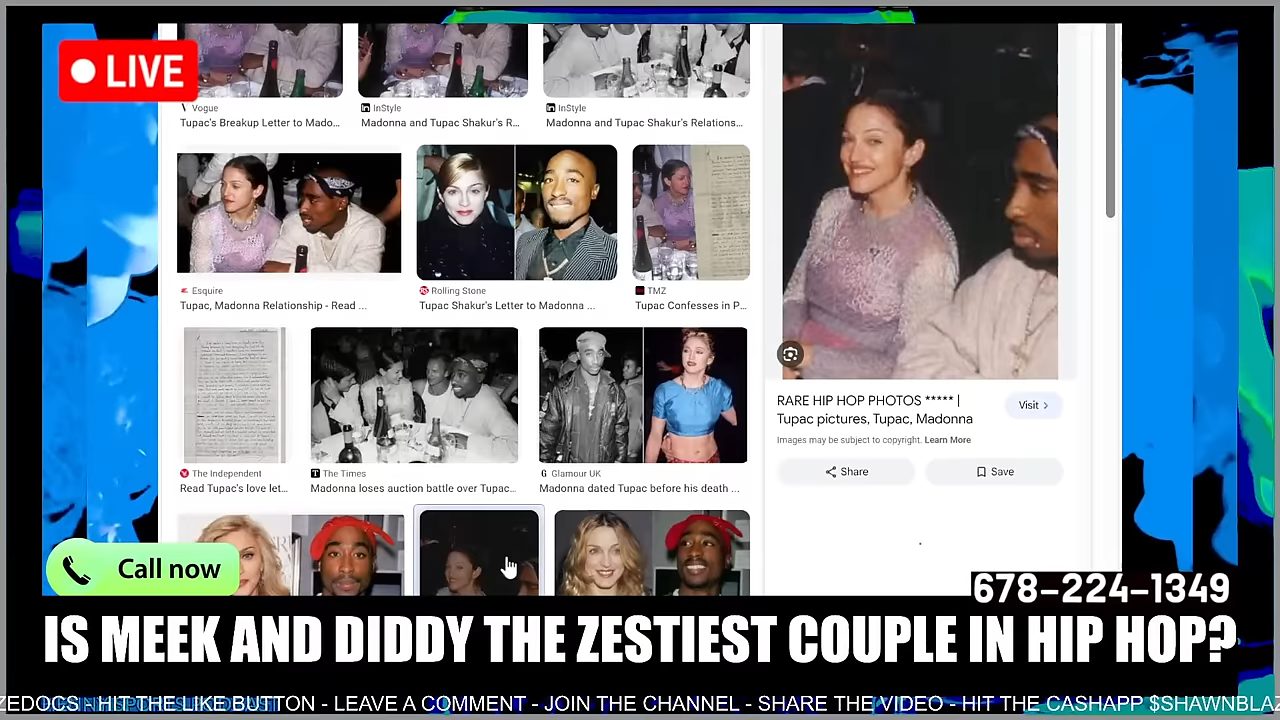 LIVE
Vogue
Tupac's Breakup Letter to Mado...
InStyle
Madonna and Tupac Shakur's R...
InStyle
Madonna and Tupac Shakur's Relations...
Esquire
Tupac, Madonna Relationship - Read ...
Rolling Stone
Tupac Shakur's Letter to Madonna ...
TMZ
Tupac Confesses in P...
The Independent
Read Tupac's love let...
The Times
Madonna loses auction battle over Tupac...
Glamour UK
Madonna dated Tupac before his death ...
RARE HIP HOP PHOTOS ***** |
Tupac pictures, Tupac, Madonna
Visit >
Images may be subject to copyright. Learn More
Share
Save
Call now
678-224-1349
IS MEEK AND DIDDY THE ZESTIEST COUPLE IN HIP HOP?
ZEDOCS - HIT THE LIKE BUTTON - LEAVE A COMMENT - JOIN THE CHANNEL - SHARE THE VIDEO - HIT THE CASHAPP $SHAWNBLAZ